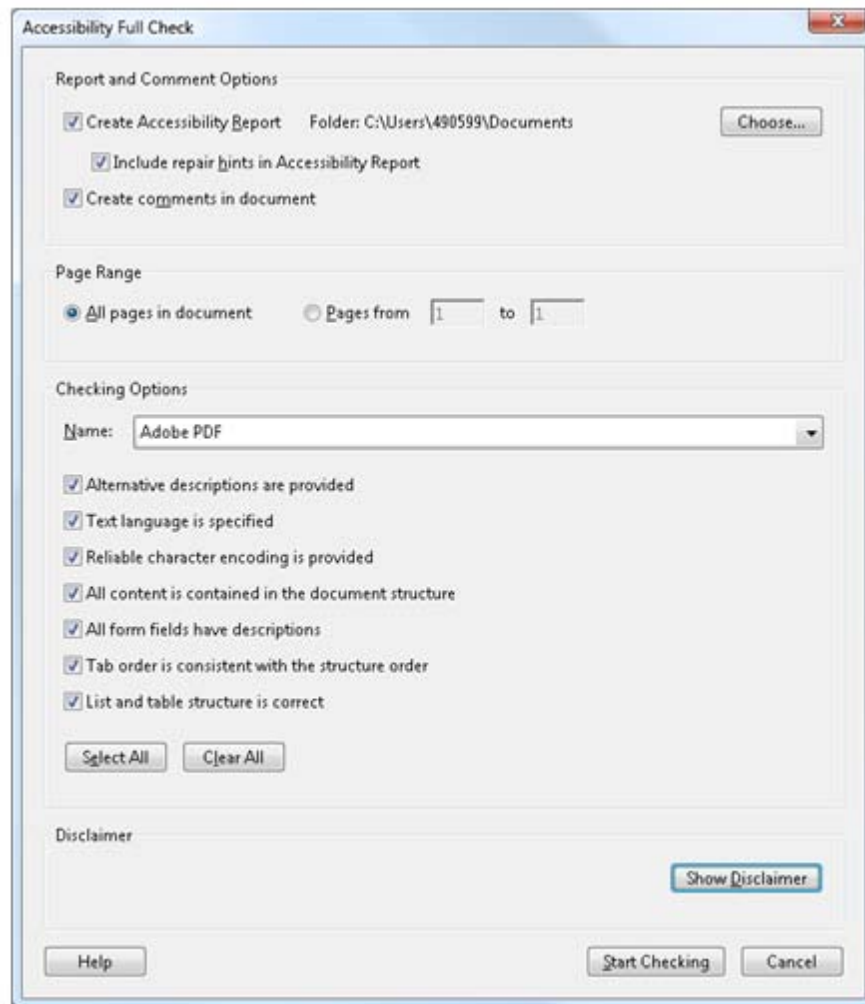 Accessibility Full Check
Report and Comment Options
Create Accessibility Report Folder: C:\Users\490599\Documents Choose...
Include repair hints in Accessibility Report
Create comments in document
Page Range
All pages in document Pages from 1 to 1
Checking Options
Name: Adobe PDF
Alternative descriptions are provided
Text language is specified
Reliable character encoding is provided
All content is contained in the document structure
All form fields have descriptions
Tab order is consistent with the structure order
List and table structure is correct
Select All Clear All
Disclaimer
Show Disclaimer
Help Start Checking Cancel